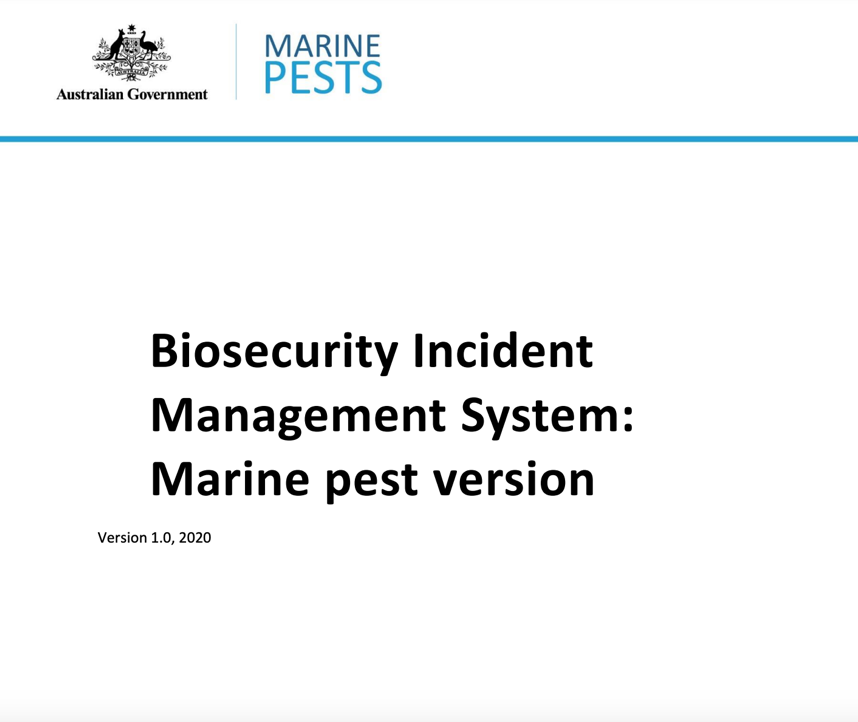 Australian Government
MARINE
PESTS
Biosecurity Incident
Management System:
Marine pest version
Version 1.0, 2020